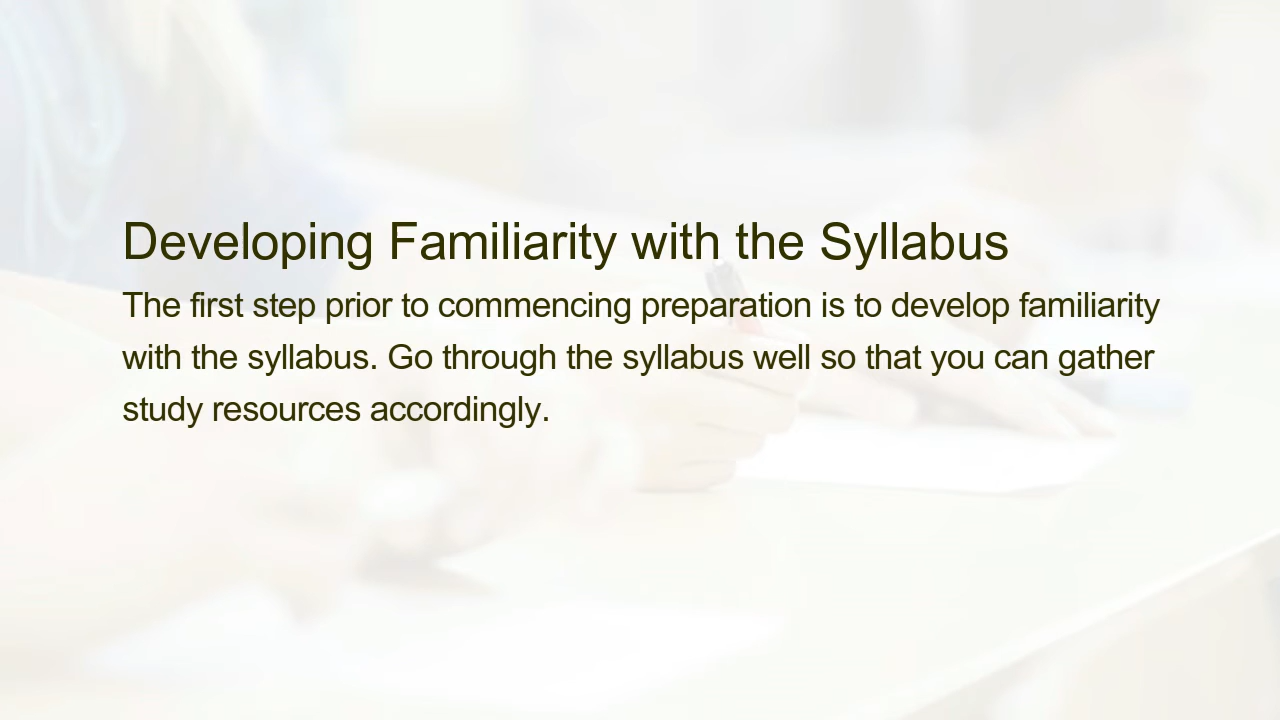 Developing Familiarity with the Syllabus
The first step prior to commencing preparation is to develop familiarity
with the syllabus. Go through the syllabus well so that you can gather
study resources accordingly.